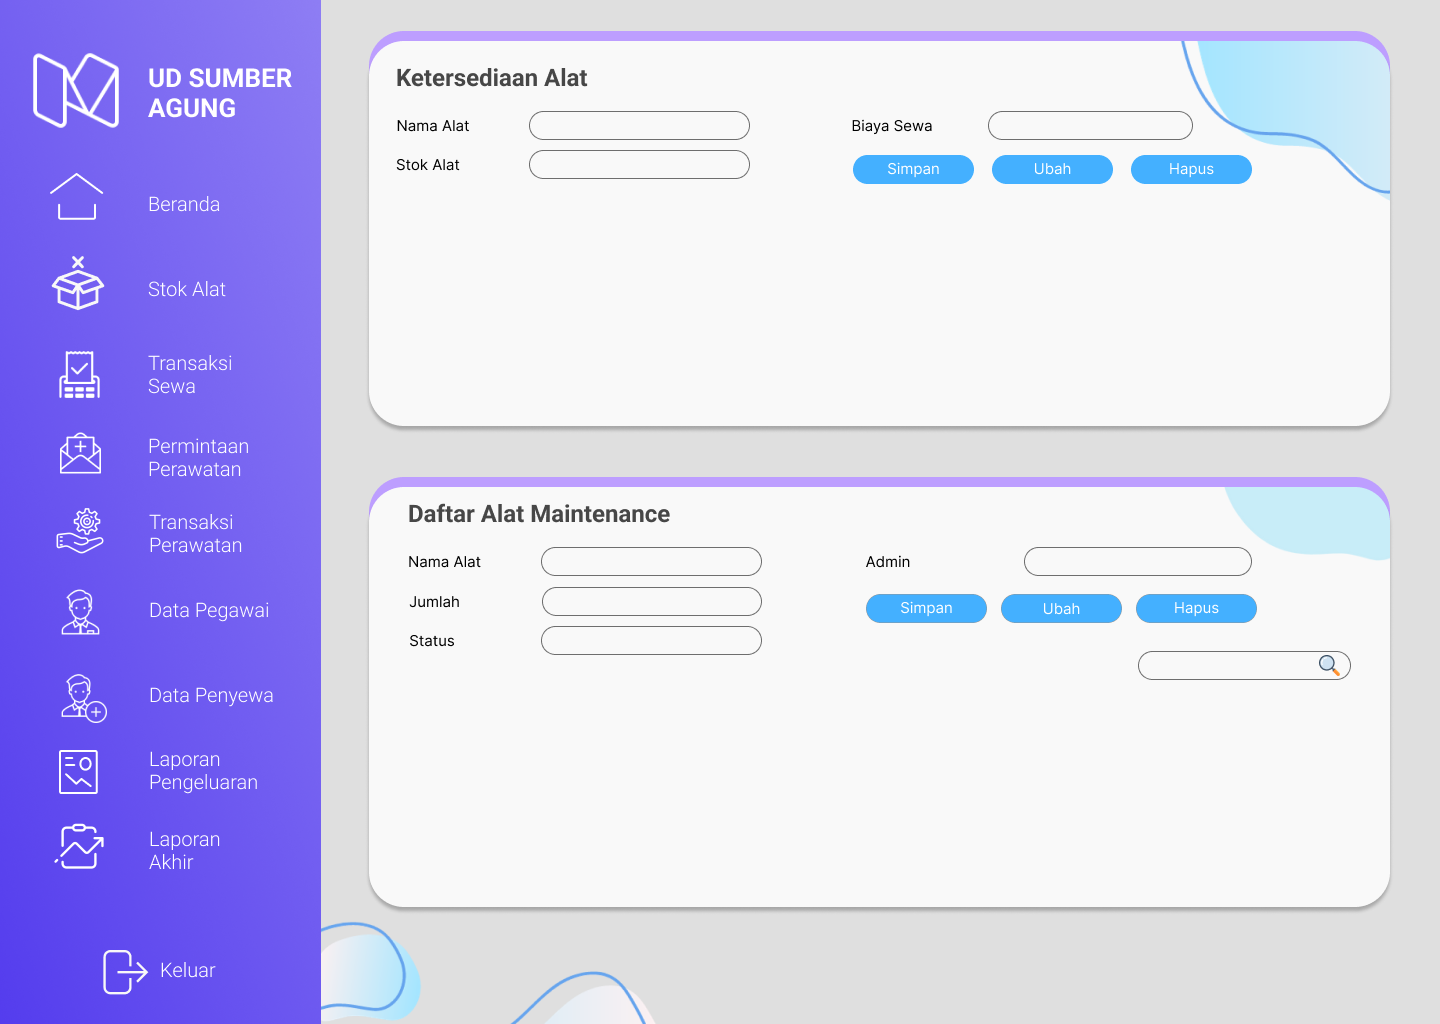 UD SUMBER
AGUNG
Beranda
Stok Alat
Transaksi
Sewa
Permintaan
Perawatan
Transaksi
Perawatan
Data Pegawai
Data Penyewa
Laporan
Pengeluaran
Laporan
Akhir
Keluar
Ketersediaan Alat
Nama Alat
Biaya Sewa
Stok Alat
Simpan Ubah Hapus
Daftar Alat Maintenance
Nama Alat
Admin
Jumlah
Simpan Ubah Hapus
Status